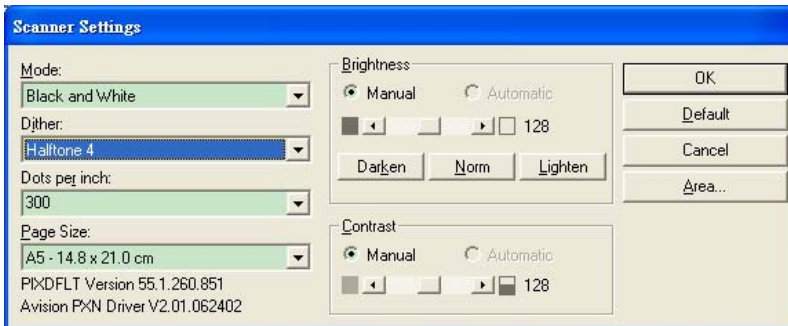 Scanner Settings
Mode:
Black and White
Dither:
Halftone 4
Dots per inch:
300
Page Size:
A5 - 14.8 x 21.0 cm
PIXDFLT Version 55.1.260.851
Avision PXN Driver V2.01.062402
Brightness
Manual Automatic
128
Darken Norm Lighten
Contrast
Manual Automatic
128
OK
Default
Cancel
Area...